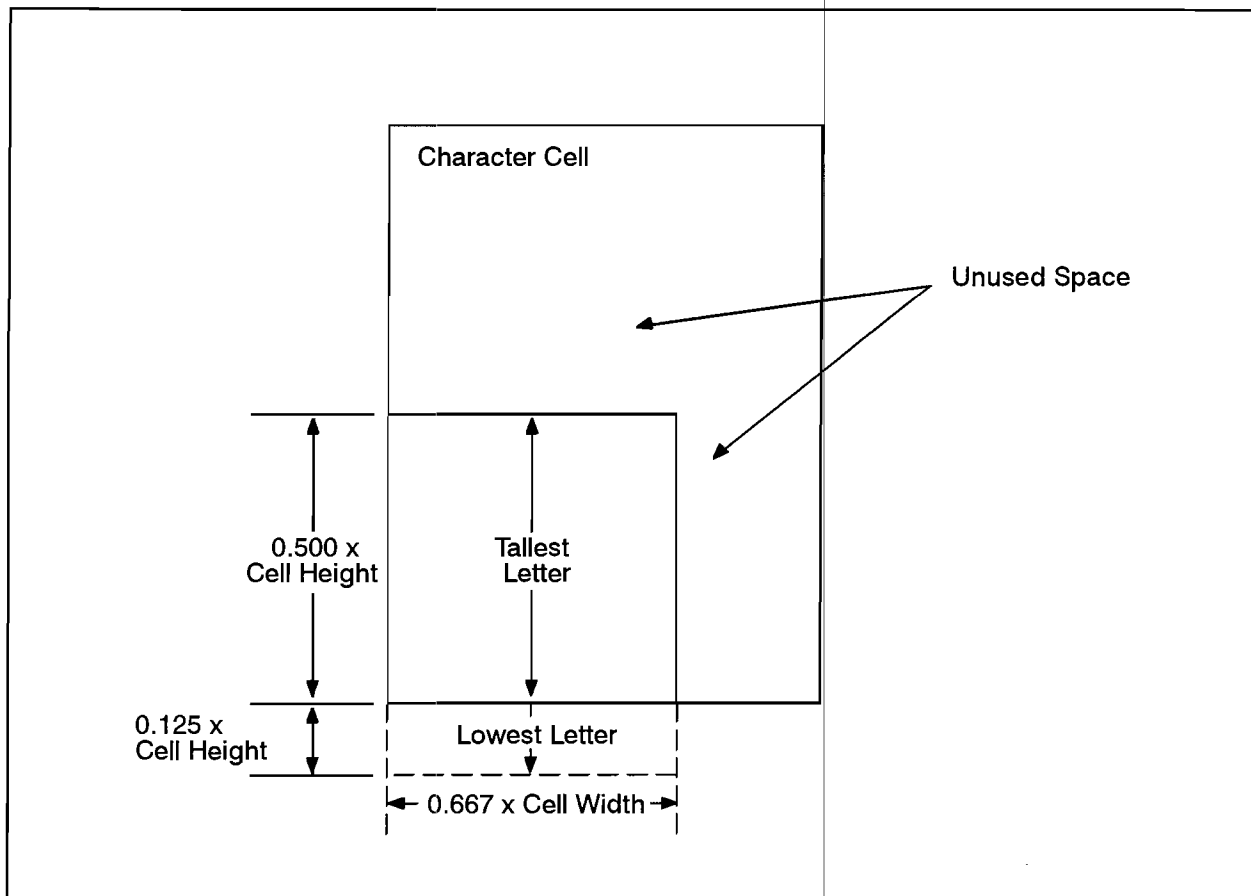 Character Cell
Unused Space
0.500 x
Cell Height
Tallest
Letter
0.125 x
Cell Height
Lowest Letter
0.667 x Cell Width